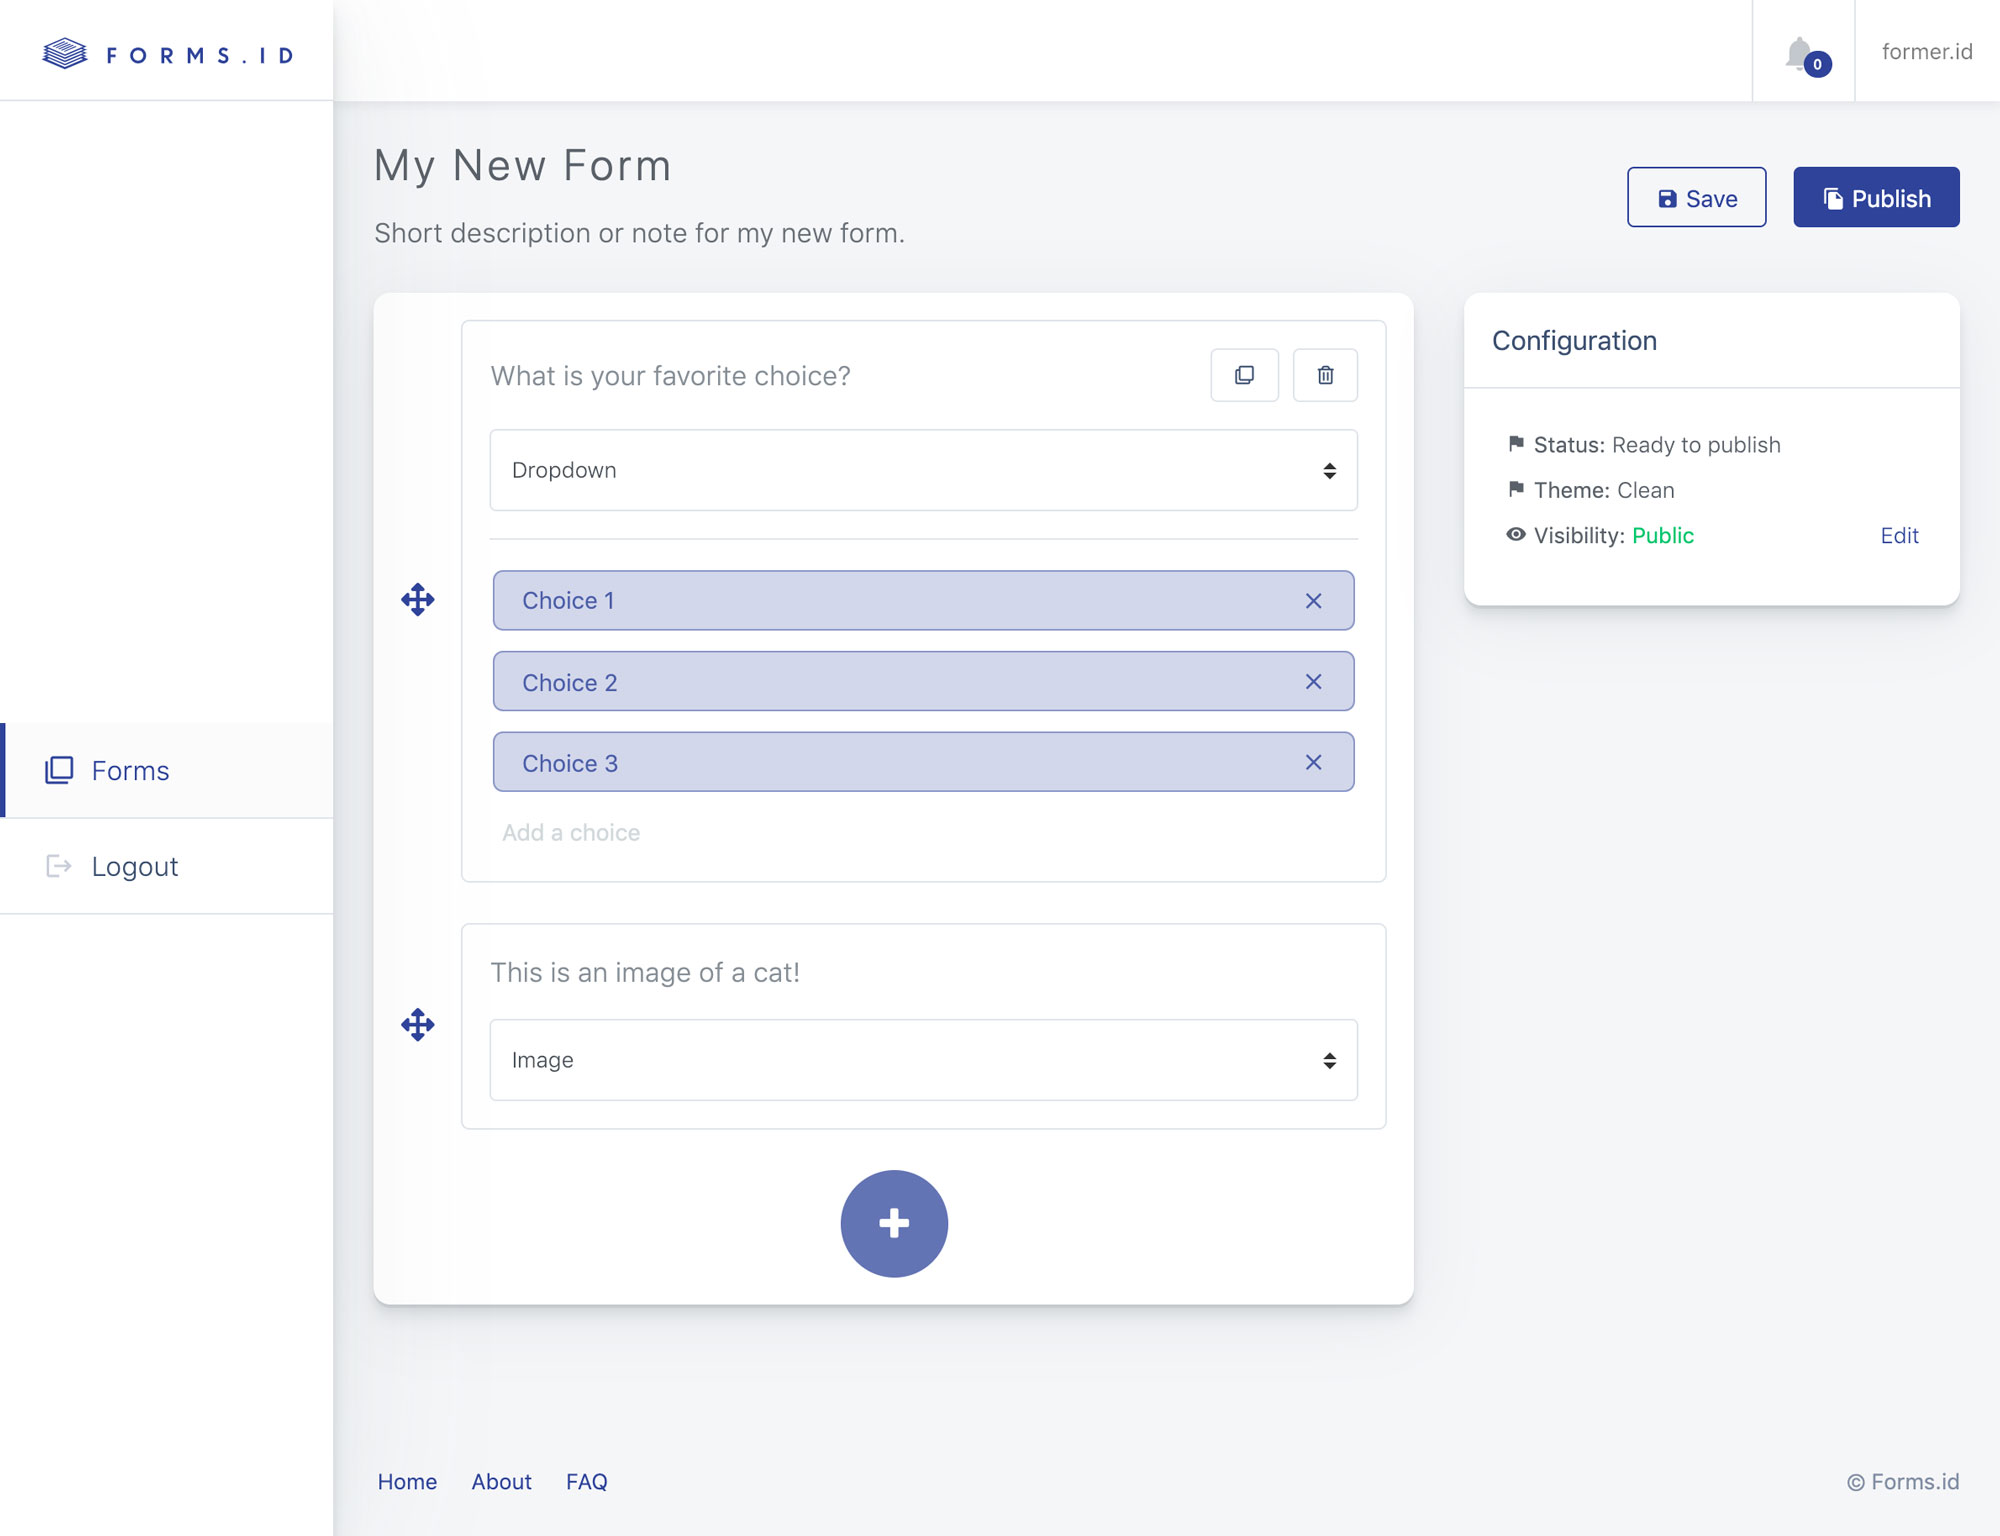 FORMS.ID
0
former.id
My New Form
Short description or note for my new form.
Save
Publish
What is your favorite choice?
Dropdown
Choice 1
Choice 2
Choice 3
Add a choice
This is an image of a cat!
Image
Configuration
Status: Ready to publish
Theme: Clean
Visibility: Public
Edit
Forms
Logout
Home
About
FAQ
© Forms.id